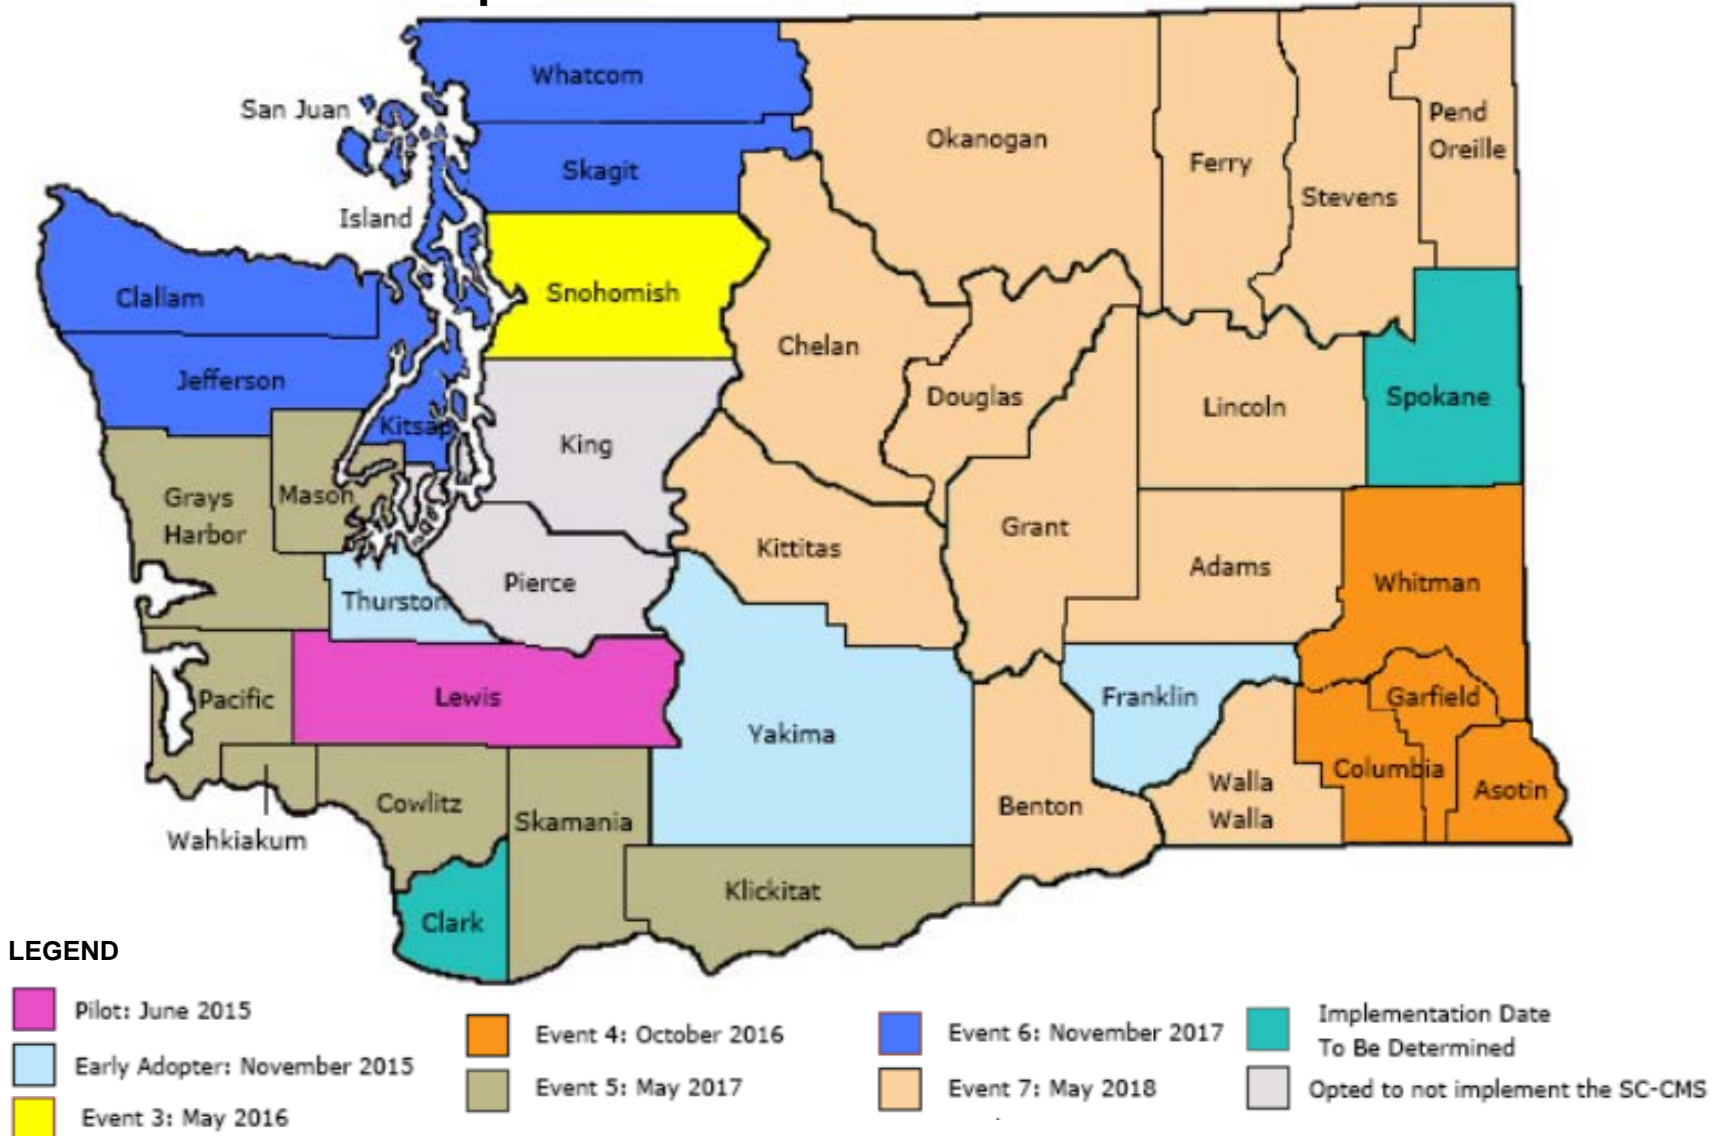 Whatcom
San Juan
Okanogan
Pend
Oreille
Ferry
Skagit
Stevens
Island
Snohomish
Clallam
Chelan
Jefferson
Douglas
Lincoln
Spokane
Kitsap
King
Grays
Harbor
Mason
Grant
Kittitas
Adams
Pierce
Whitman
Thurston
Lewis
Pacific
Franklin
Garfield
Yakima
Columbia
Walla
Walla
Asotin
Cowlitz
Benton
Skamania
Wahkiakum
Klickitat
Clark
LEGEND
Pilot: June 2015
Early Adopter: November 2015
Event 3: May 2016
Event 4: October 2016
Event 5: May 2017
Event 6: November 2017
Event 7: May 2018
Implementation Date
To Be Determined
Opted to not implement the SC-CMS